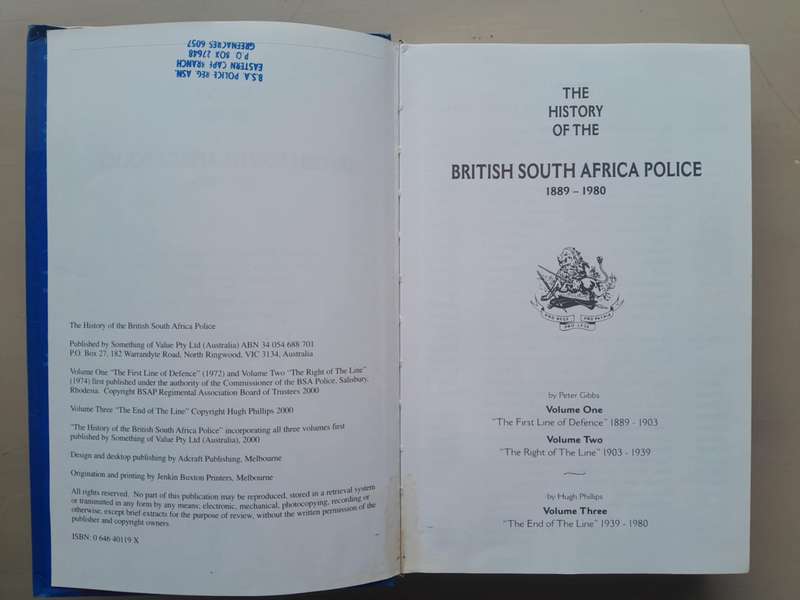 B.S.A. POLICE REG. ASN.
EASTERN CAPE BRANCH
P.O. BOX 27648
GREENACRES 6057
The History of the British South Africa Police
Published by Something of Value Pty Ltd (Australia) ABN 34 054 688 701
P.O. Box 27, 182 Warrandyte Road, North Ringwood, VIC 3134, Australia
Volume One "The First Line of Defence" (1972) and Volume Two "The Right of The Line"
(1974) first published under the authority of the Commissioner of the BSA Police, Salisbury,
Rhodesia. Copyright BSAP Regimental Association Board of Trustees 2000
Volume Three "The End of The Line" Copyright Hugh Phillips 2000
"The History of the British South Africa Police" incorporating all three volumes first
published by Something of Value Pty Ltd (Australia), 2000
Design and desktop publishing by Adcraft Publishing, Melbourne
Origination and printing by Jenkin Buxton Printers, Melbourne
All rights reserved. No part of this publication may be reproduced, stored in a retrieval system
or transmitted in any form by any means; electronic, mechanical, photocopying, recording or
otherwise, except brief extracts for the purpose of review, without the written permission of the
publisher and copyright owners.
ISBN: 0 646 40119 X
THE
HISTORY
OF THE
BRITISH SOUTH AFRICA POLICE
1889 – 1980
PRO REGE PRO PATRIA
PRO LEGE
by Peter Gibbs
Volume One
"The First Line of Defence" 1889 - 1903
Volume Two
"The Right of The Line" 1903 - 1939
by Hugh Phillips
Volume Three
"The End of The Line" 1939 - 1980